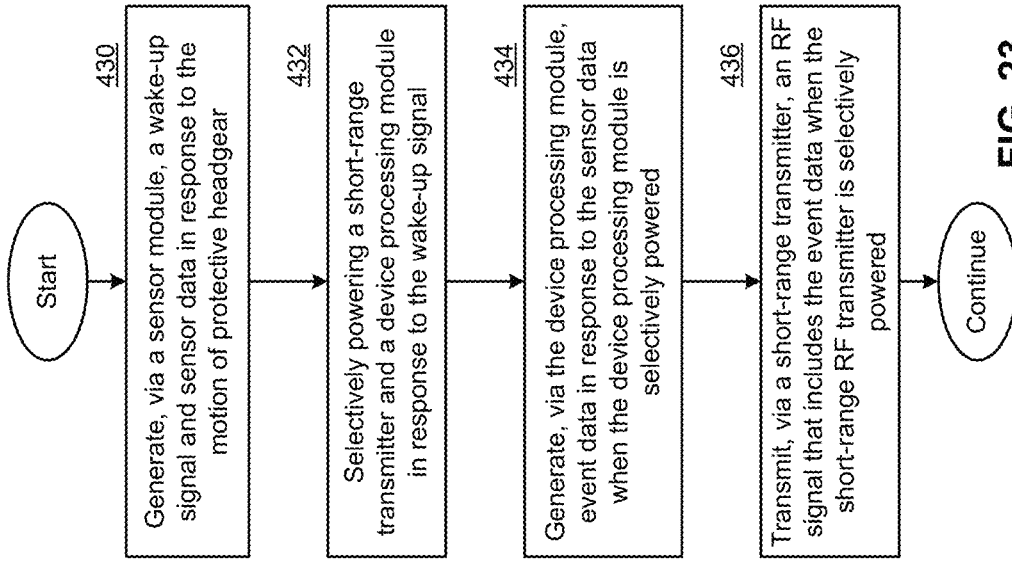 Start
430
Generate, via a sensor module, a wake-up
signal and sensor data in response to the
motion of protective headgear
432
Selectively powering a short-range
transmitter and a device processing module
in response to the wake-up signal
434
Generate, via the device processing module,
event data in response to the sensor data
when the device processing module is
selectively powered
436
Transmit, via a short-range transmitter, an RF
signal that includes the event data when the
short-range RF transmitter is selectively
powered
Continue
FIG.